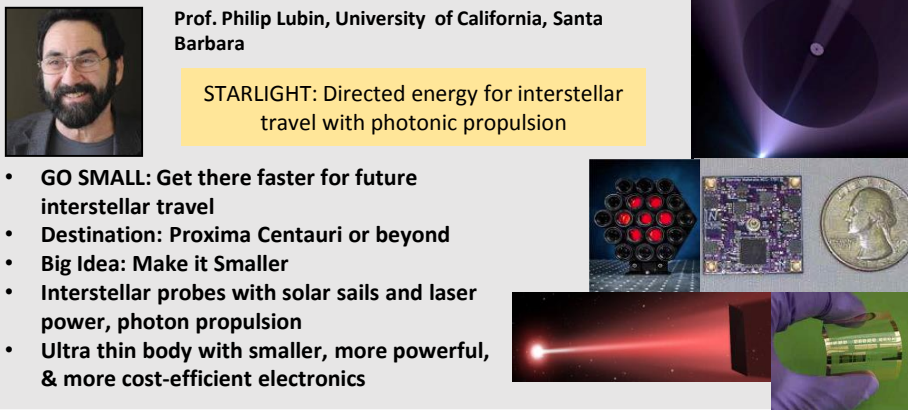 Prof. Philip Lubin, University of California, Santa
Barbara
STARLIGHT: Directed energy for interstellar
travel with photonic propulsion
• GO SMALL: Get there faster for future
interstellar travel
• Destination: Proxima Centauri or beyond
• Big Idea: Make it Smaller
• Interstellar probes with solar sails and laser
power, photon propulsion
• Ultra thin body with smaller, more powerful,
& more cost-efficient electronics